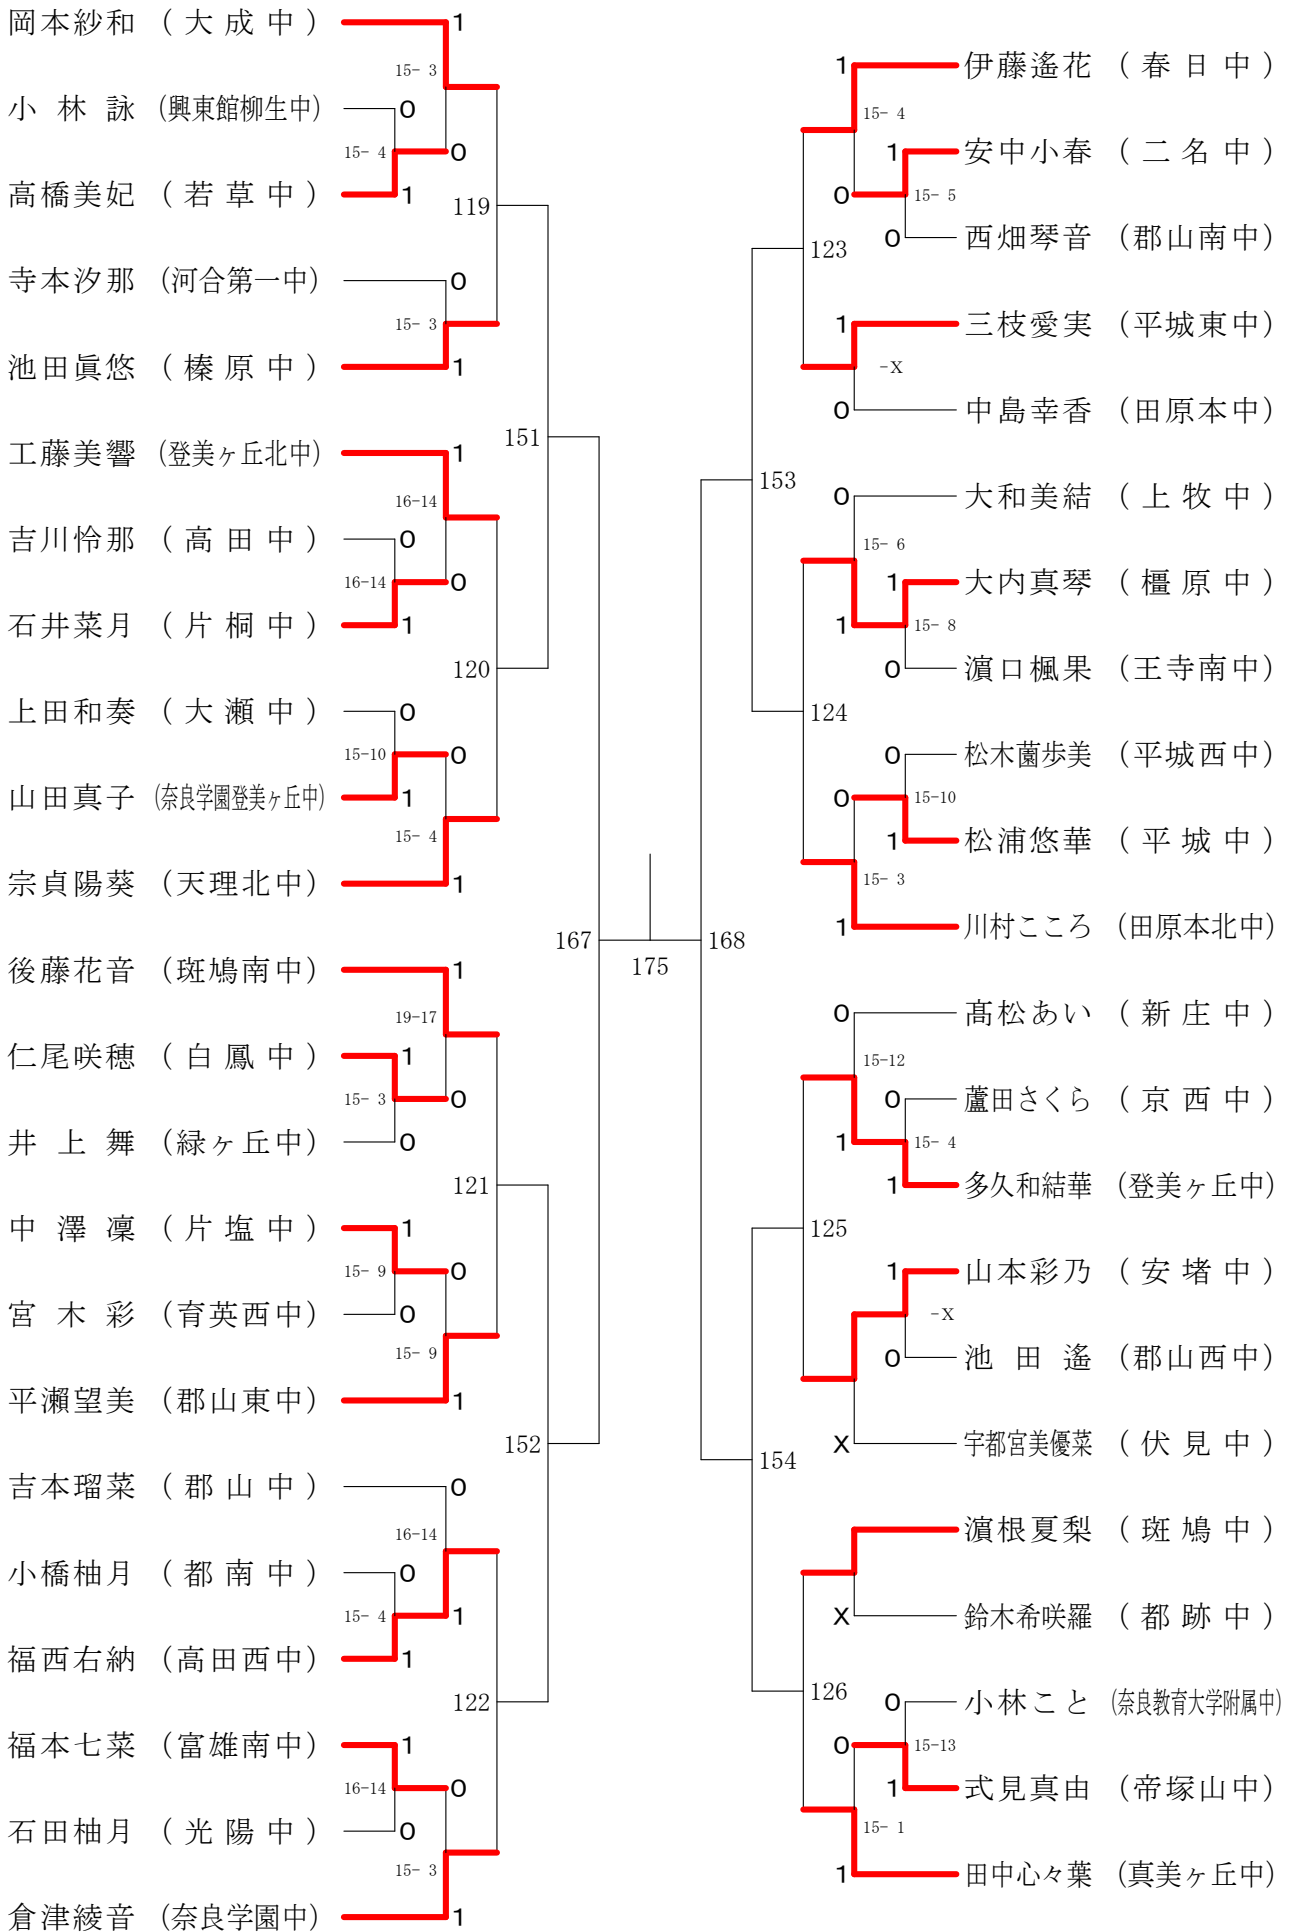 岡本紗和 （大成中） 1
15- 3
小林詠 （興東館柳生中） 0
15- 4 0
高橋美妃 （若草中） 1
119
寺本汐那 （河合第一中） 0
15- 3
池田眞悠 （榛原中） 1
151
工藤美響 （登美ヶ丘北中） 1
16-14
吉川怜那 （高田中） 0
16-14 0
石井菜月 （片桐中） 1
120
上田和奏 （大瀬中） 0
15-10 0
山田真子 （奈良学園登美ヶ丘中） 1
15- 4
宗貞陽葵 （天理北中） 1
167
後藤花音 （斑鳩南中） 1
19-17
仁尾咲穂 （白鳳中） 1
15- 3 0
井上舞 （緑ヶ丘中） 0
121
中澤凜 （片塩中） 1
15- 9 0
宮木彩 （育英西中） 0
15- 9
平瀨望美 （郡山東中） 1
152
吉本瑠菜 （郡山中） 0
16-14
小橋柚月 （都南中） 0
15- 4 1
福西右納 （高田西中） 1
122
福本七菜 （富雄南中） 1
16-14 0
石田柚月 （光陽中） 0
15- 3
倉津綾音 （奈良学園中） 1
175
1 伊藤遙花 （春日中）
15- 4
1 安中小春 （二名中）
0 15- 5
0 西畑琴音 （郡山南中）
123
1 三枝愛実 （平城東中）
-X
0 中島幸香 （田原本中）
153
0 大和美結 （上牧中）
15- 6
1 大内真琴 （橿原中）
1 15- 8
0 濵口楓果 （王寺南中）
124
0 松木薗歩美 （平城西中）
0 15-10
1 松浦悠華 （平城中）
15- 3
1 川村こころ （田原本北中）
168
0 髙松あい （新庄中）
15-12
0 蘆田さくら （京西中）
1 15- 4
1 多久和結華 （登美ヶ丘中）
125
1 山本彩乃 （安堵中）
-X
0 池田遙 （郡山西中）
X 宇都宮美優菜 （伏見中）
154
濵根夏梨 （斑鳩中）
X 鈴木希咲羅 （都跡中）
126
0 小林こと （奈良教育大学附属中）
0 15-13
1 式見真由 （帝塚山中）
15- 1
1 田中心々葉 （真美ヶ丘中）